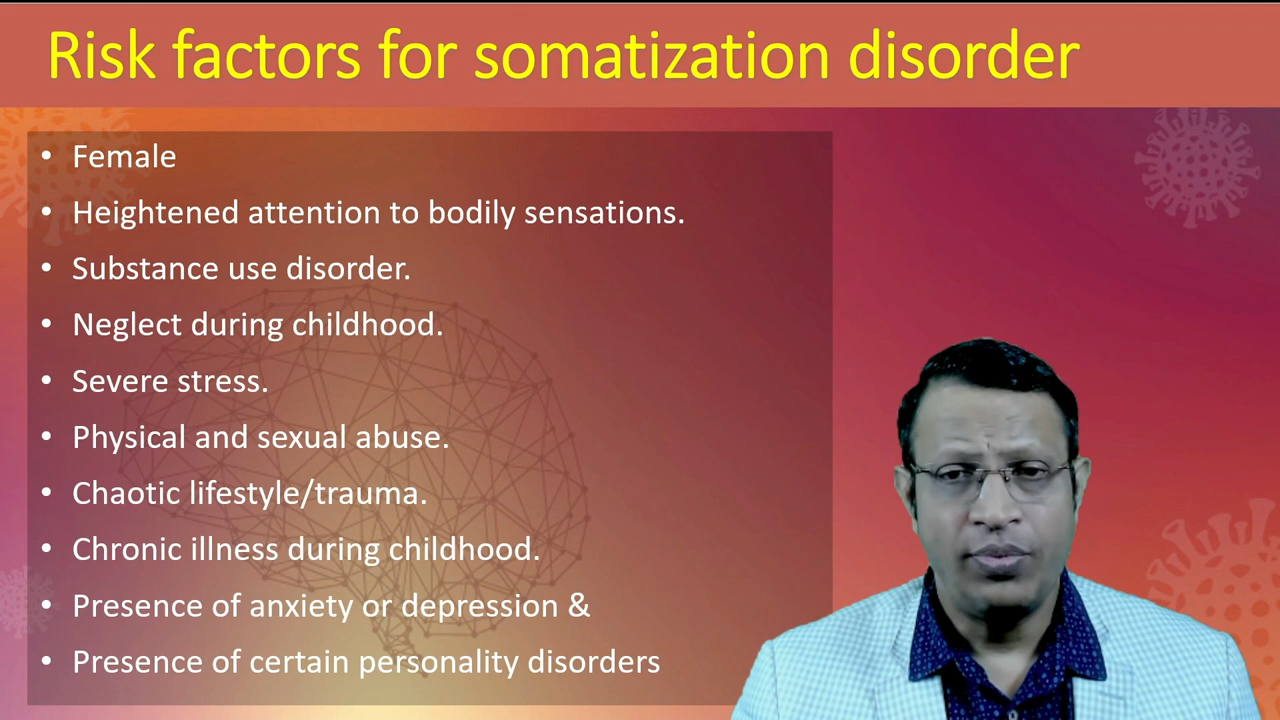 Risk factors for somatization disorder
• Female
• Heightened attention to bodily sensations.
• Substance use disorder.
• Neglect during childhood.
• Severe stress.
• Physical and sexual abuse.
• Chaotic lifestyle/trauma.
• Chronic illness during childhood.
• Presence of anxiety or depression &
• Presence of certain personality disorders